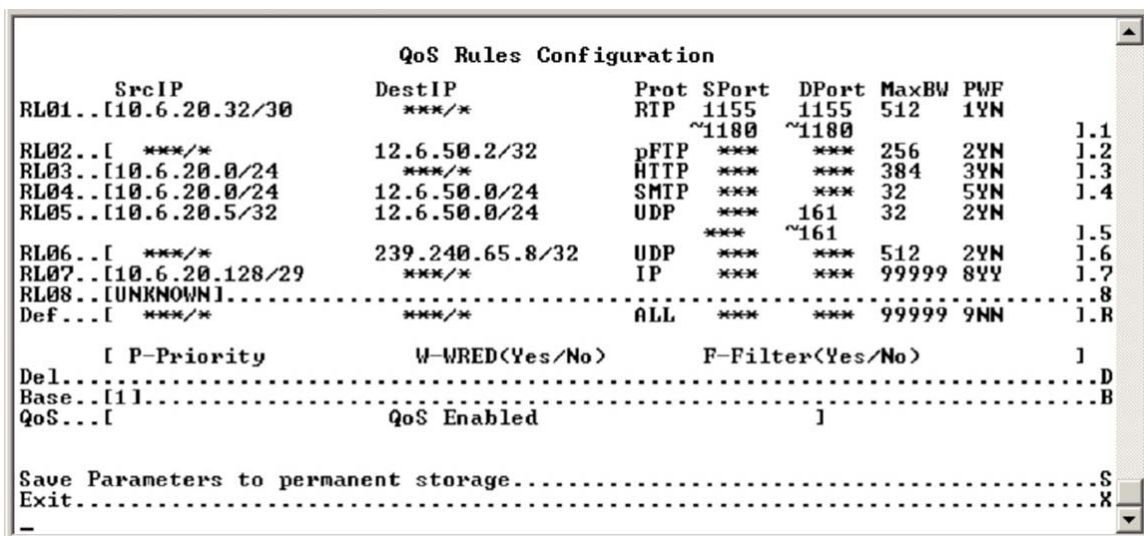 QoS Rules Configuration
SrcIP DestIP Prot SPort DPort MaxBW PWF
RL01..[10.6.20.32/30 ***/* RTP 1155 1155 512 1YN
~1180 ~1180 ].1
RL02..[ ***/* 12.6.50.2/32 pFTP *** *** 256 2YN ].2
RL03..[10.6.20.0/24 ***/* HTTP *** *** 384 3YN ].3
RL04..[10.6.20.0/24 12.6.50.0/24 SMTP *** *** 32 5YN ].4
RL05..[10.6.20.5/32 12.6.50.0/24 UDP *** 161 32 2YN
*** ~161 ].5
RL06..[ ***/* 239.240.65.8/32 UDP *** *** 512 2YN ].6
RL07..[10.6.20.128/29 ***/* IP *** *** 99999 8YY ].7
RL08..[UNKNOWN]........................................................................8
Def...[ ***/* ***/* ALL *** *** 99999 9NN ].R
[ P-Priority W-WRED(Yes/No) F-Filter(Yes/No) ]
Del....................................................................................D
Base..[1]..............................................................................B
QoS...[ QoS Enabled ]
Save Parameters to permanent storage...............................................S
Exit...................................................................................X
_